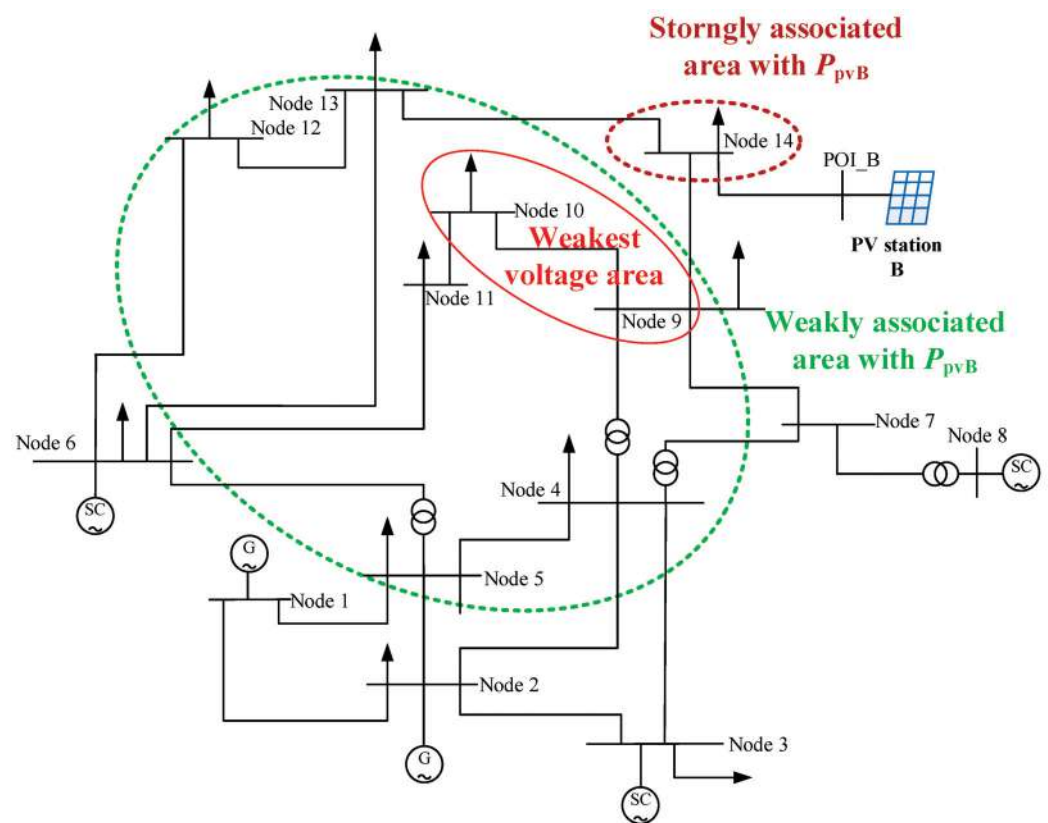 Storngly associated
area with PpvB
Node 13
Node 12
Node 14
POI_B
PV station
B
Node 10
Weakest
voltage area
Node 11
Node 9
Weakly associated
area with PpvB
Node 6
Node 7
Node 8
SC
~
SC
~
Node 4
G
~
Node 5
Node 1
Node 2
G
~
Node 3
SC
~